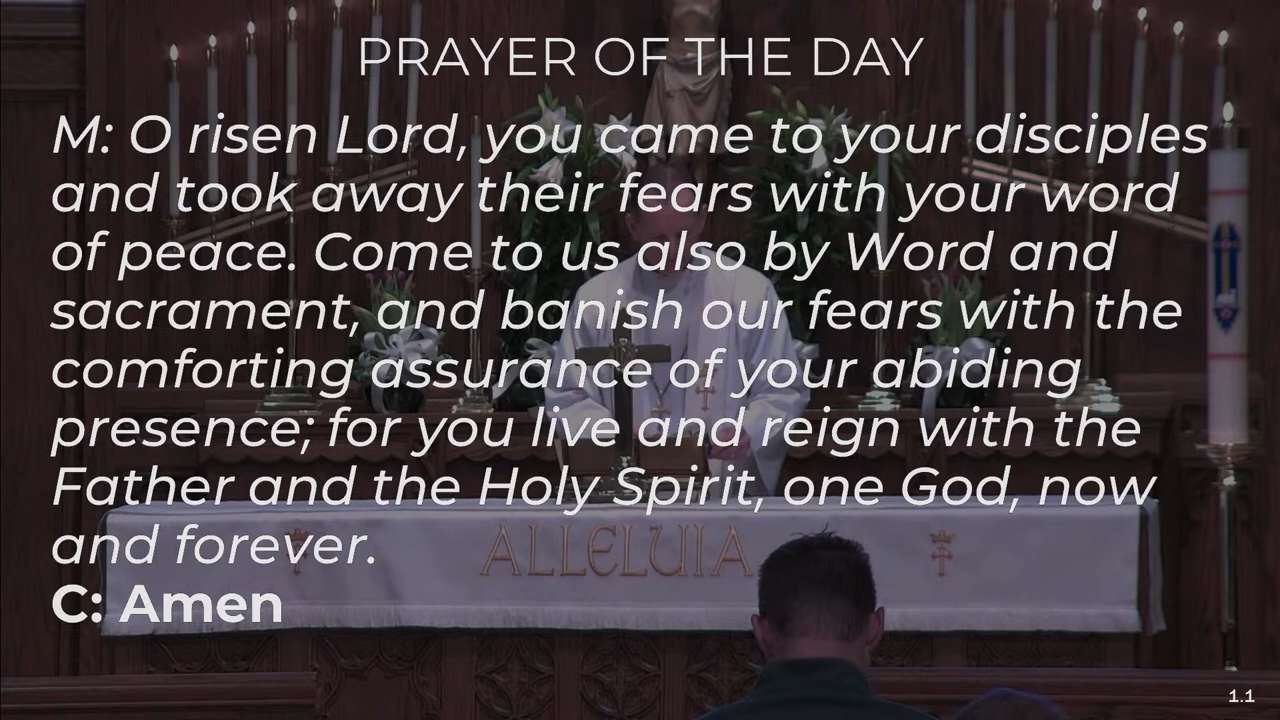 PRAYER OF THE DAY
M: O risen Lord, you came to your disciples
and took away their fears with your word
of peace. Come to us also by Word and
sacrament, and banish our fears with the
comforting assurance of your abiding
presence; for you live and reign with the
Father and the Holy Spirit, one God, now
and forever.
ALLELUIA
C: Amen
1.1